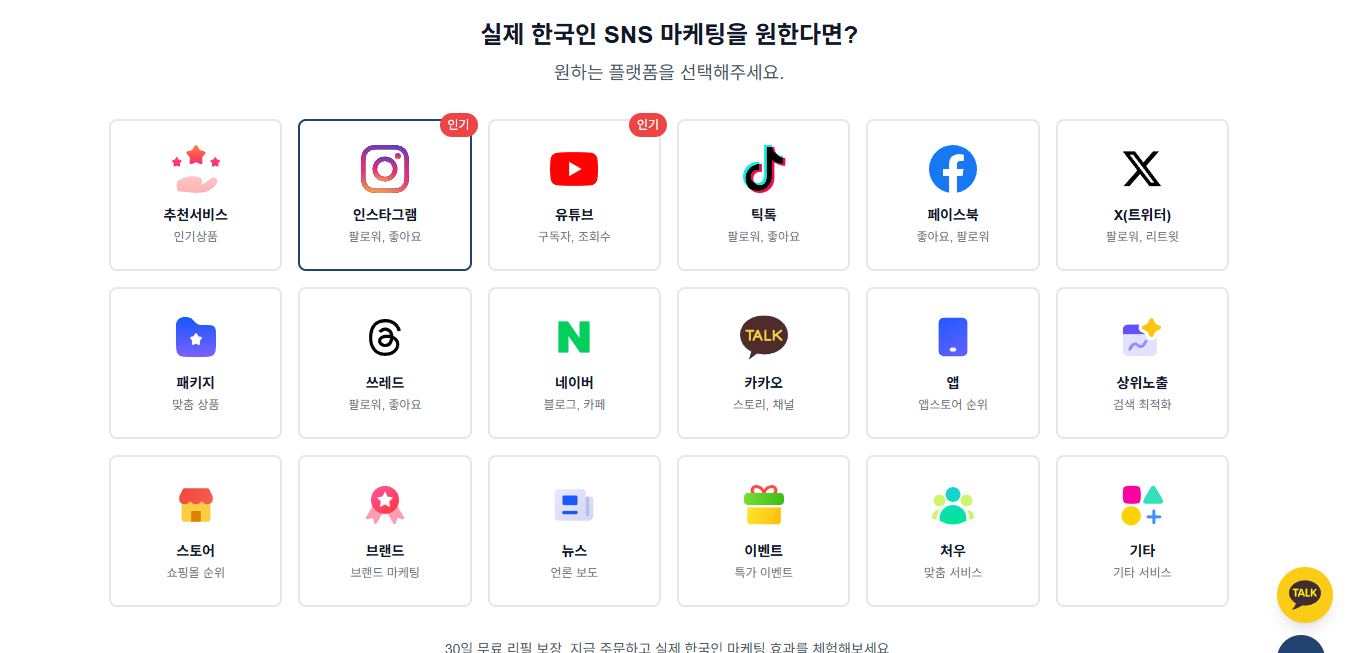 실제 한국인 SNS 마케팅을 원한다면?
원하는 플랫폼을 선택해주세요.
추천서비스
인기상품
인기
인스타그램
팔로워, 좋아요
인기
유튜브
구독자, 조회수
틱톡
팔로워, 좋아요
페이스북
좋아요, 팔로워
X(트위터)
팔로워, 리트윗
패키지
맞춤 상품
쓰레드
팔로워, 좋아요
네이버
블로그, 카페
TALK
카카오
스토리, 채널
앱
앱스토어 순위
상위노출
검색 최적화
스토어
쇼핑몰 순위
브랜드
브랜드 마케팅
뉴스
언론 보도
이벤트
특가 이벤트
처우
맞춤 서비스
기타
기타 서비스
TALK
30일 무료 리필 보장, 지금 주문하고 실제 한국인 마케팅 효과를 체험해보세요